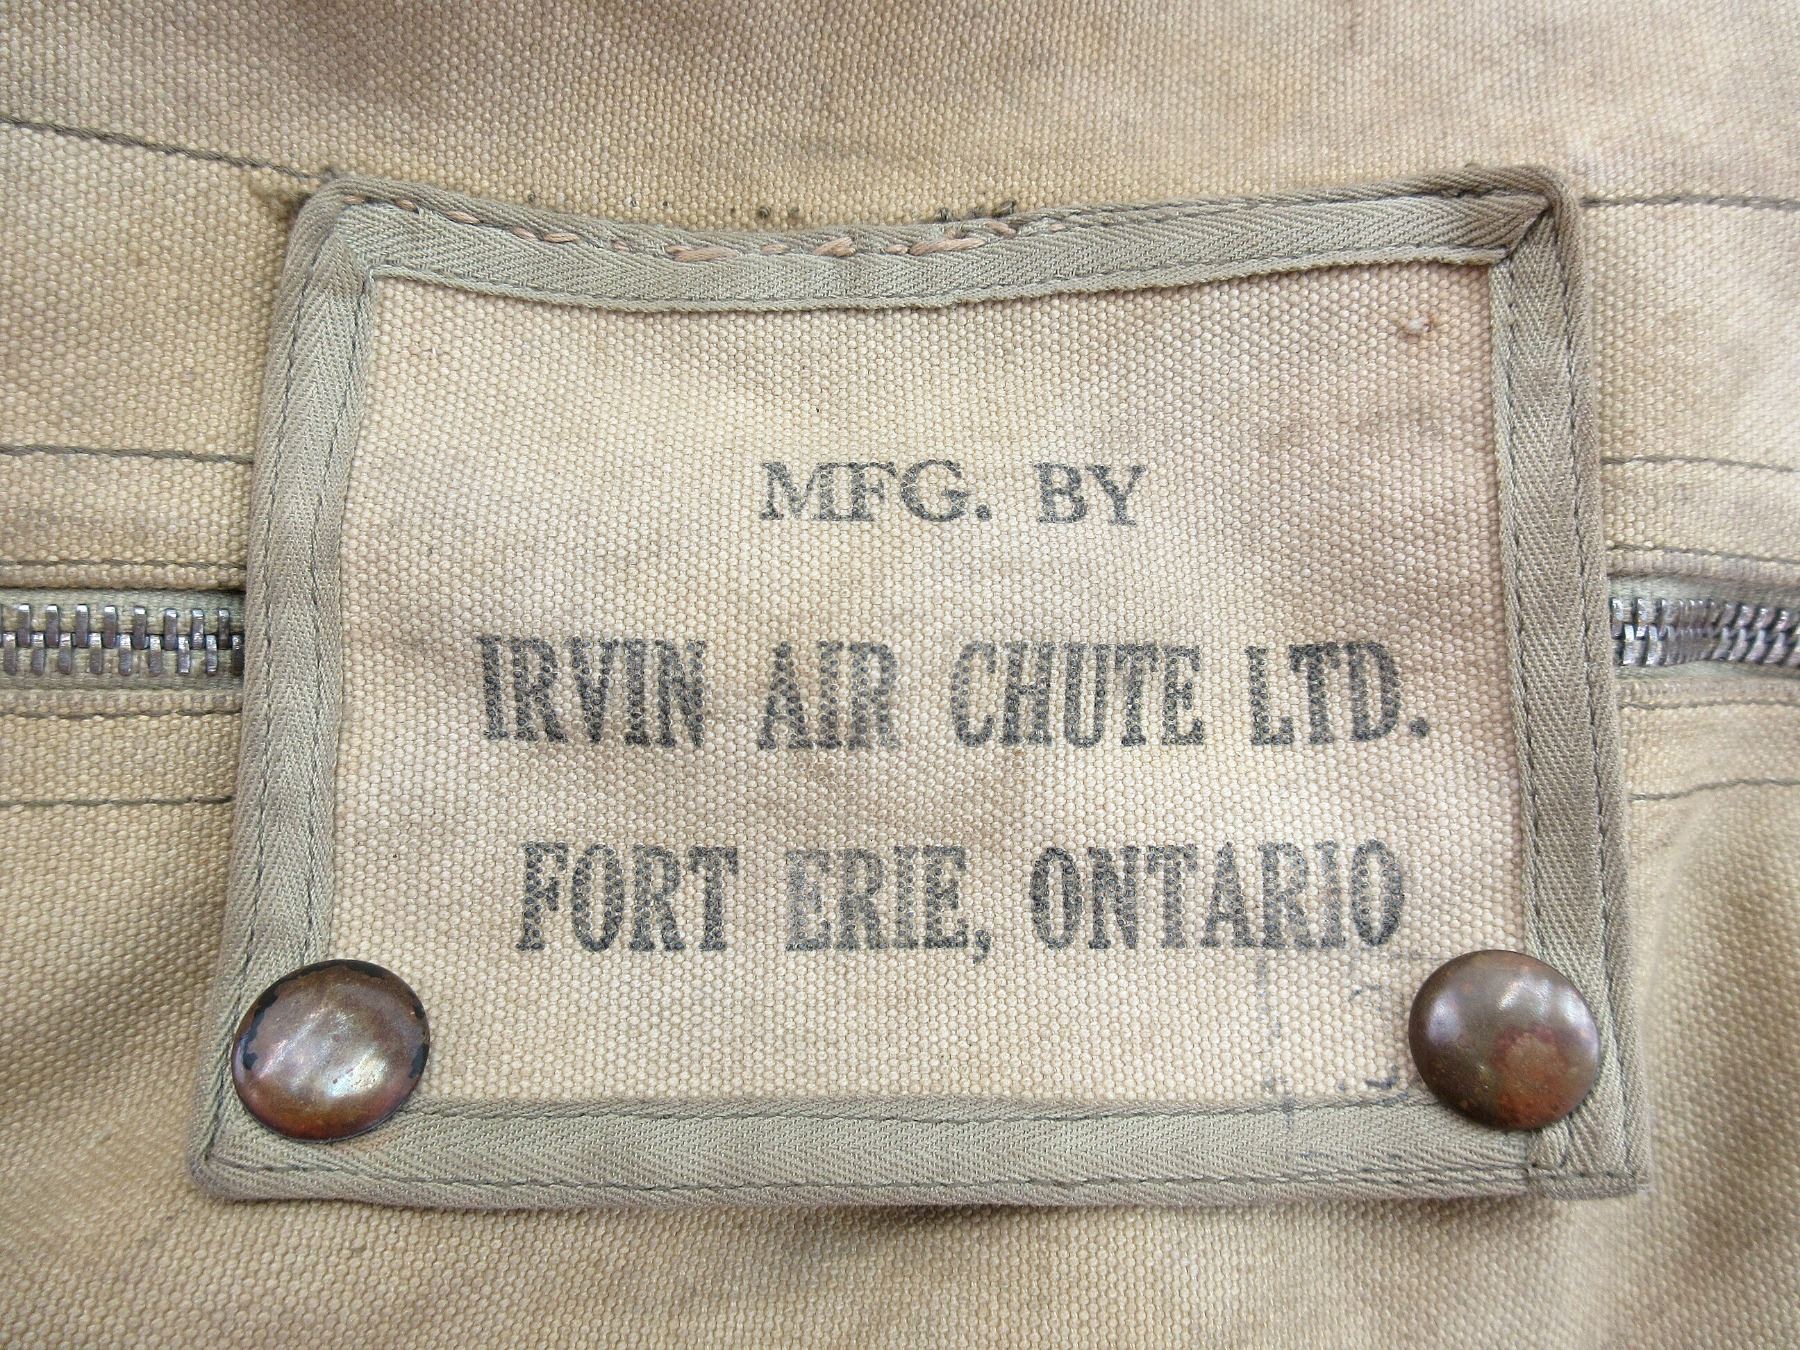 MFG. BY
IRVIN AIR CHUTE LTD.
FORT ERIE, ONTARIO